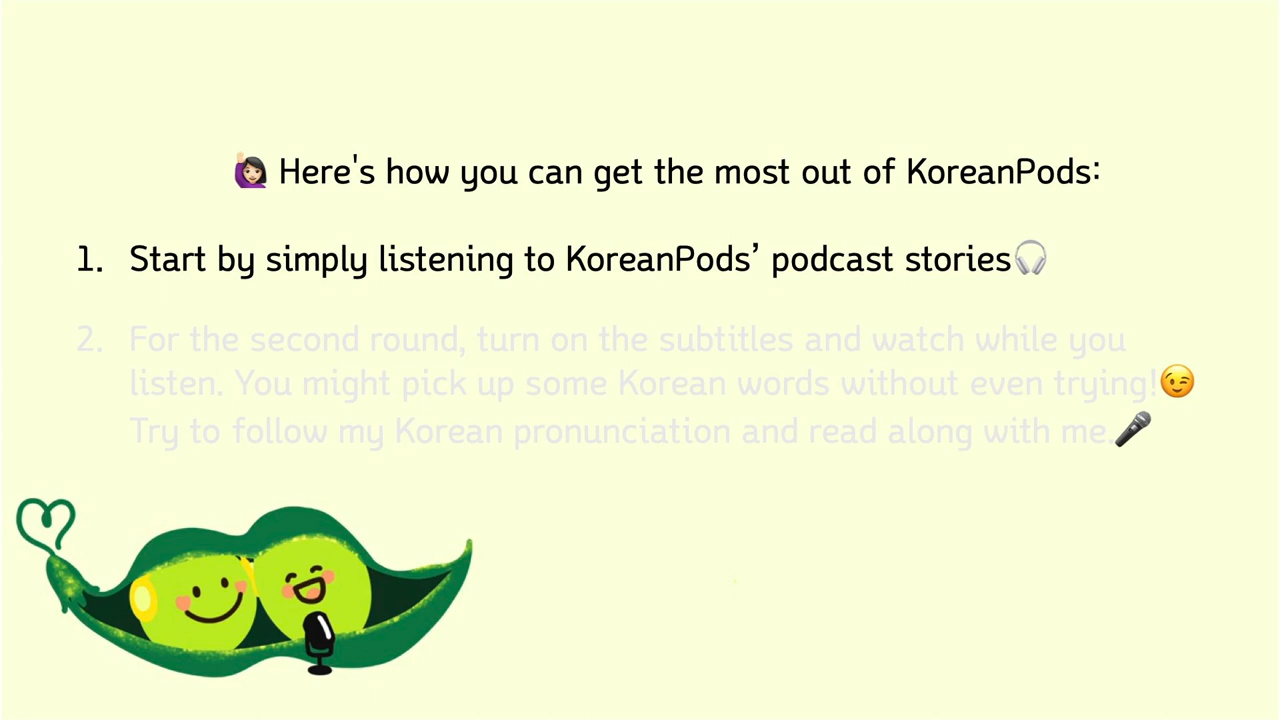 🙋🏻‍♀️ Here's how you can get the most out of KoreanPods:
1. Start by simply listening to KoreanPods’ podcast stories🎧
2. For the second round, turn on the subtitles and watch while you
listen. You might pick up some Korean words without even trying!😉
Try to follow my Korean pronunciation and read along with me.🎤